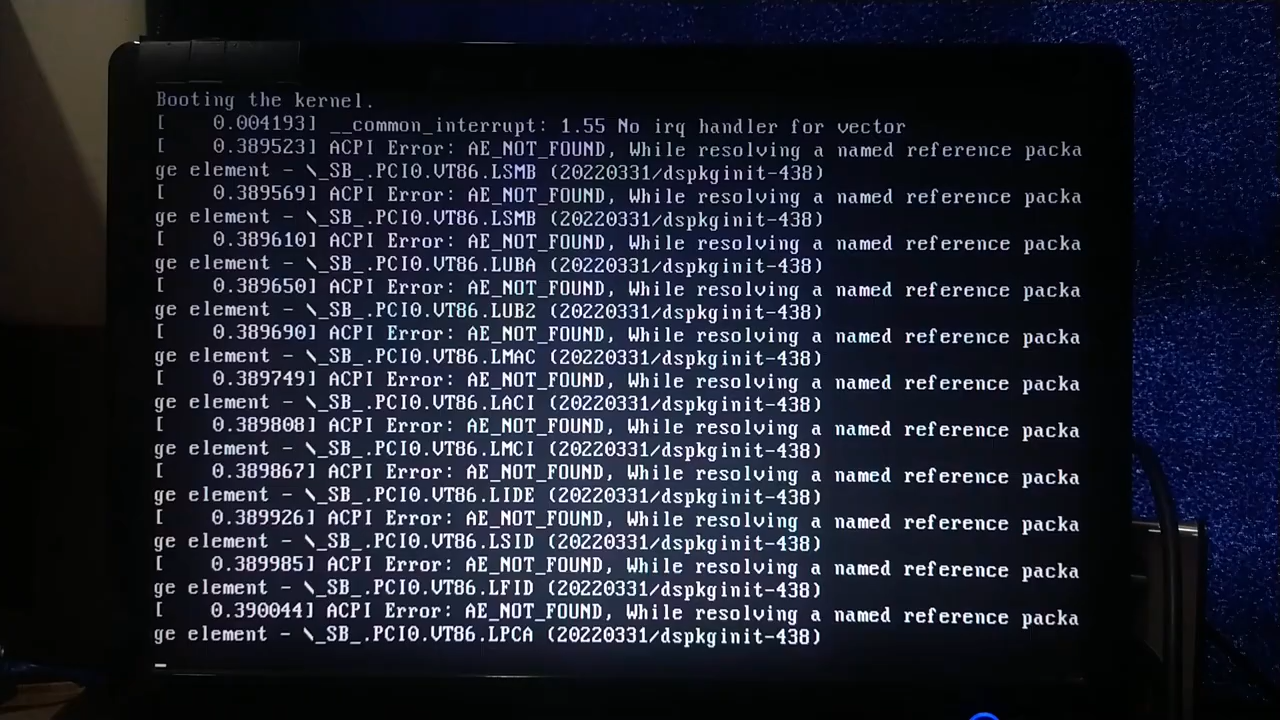 Booting the kernel.
[    0.004193] __common_interrupt: 1.55 No irq handler for vector
[    0.389523] ACPI Error: AE_NOT_FOUND, While resolving a named reference packa
ge element - \_SB_.PCI0.VT86.LSMB (20220331/dspkginit-438)
[    0.389569] ACPI Error: AE_NOT_FOUND, While resolving a named reference packa
ge element - \_SB_.PCI0.VT86.LSMB (20220331/dspkginit-438)
[    0.389610] ACPI Error: AE_NOT_FOUND, While resolving a named reference packa
ge element - \_SB_.PCI0.VT86.LUBA (20220331/dspkginit-438)
[    0.389650] ACPI Error: AE_NOT_FOUND, While resolving a named reference packa
ge element - \_SB_.PCI0.VT86.LUB2 (20220331/dspkginit-438)
[    0.389690] ACPI Error: AE_NOT_FOUND, While resolving a named reference packa
ge element - \_SB_.PCI0.VT86.LMAC (20220331/dspkginit-438)
[    0.389749] ACPI Error: AE_NOT_FOUND, While resolving a named reference packa
ge element - \_SB_.PCI0.VT86.LACI (20220331/dspkginit-438)
[    0.389808] ACPI Error: AE_NOT_FOUND, While resolving a named reference packa
ge element - \_SB_.PCI0.VT86.LMCI (20220331/dspkginit-438)
[    0.389867] ACPI Error: AE_NOT_FOUND, While resolving a named reference packa
ge element - \_SB_.PCI0.VT86.LIDE (20220331/dspkginit-438)
[    0.389926] ACPI Error: AE_NOT_FOUND, While resolving a named reference packa
ge element - \_SB_.PCI0.VT86.LSID (20220331/dspkginit-438)
[    0.389985] ACPI Error: AE_NOT_FOUND, While resolving a named reference packa
ge element - \_SB_.PCI0.VT86.LFID (20220331/dspkginit-438)
[    0.390044] ACPI Error: AE_NOT_FOUND, While resolving a named reference packa
ge element - \_SB_.PCI0.VT86.LPCA (20220331/dspkginit-438)